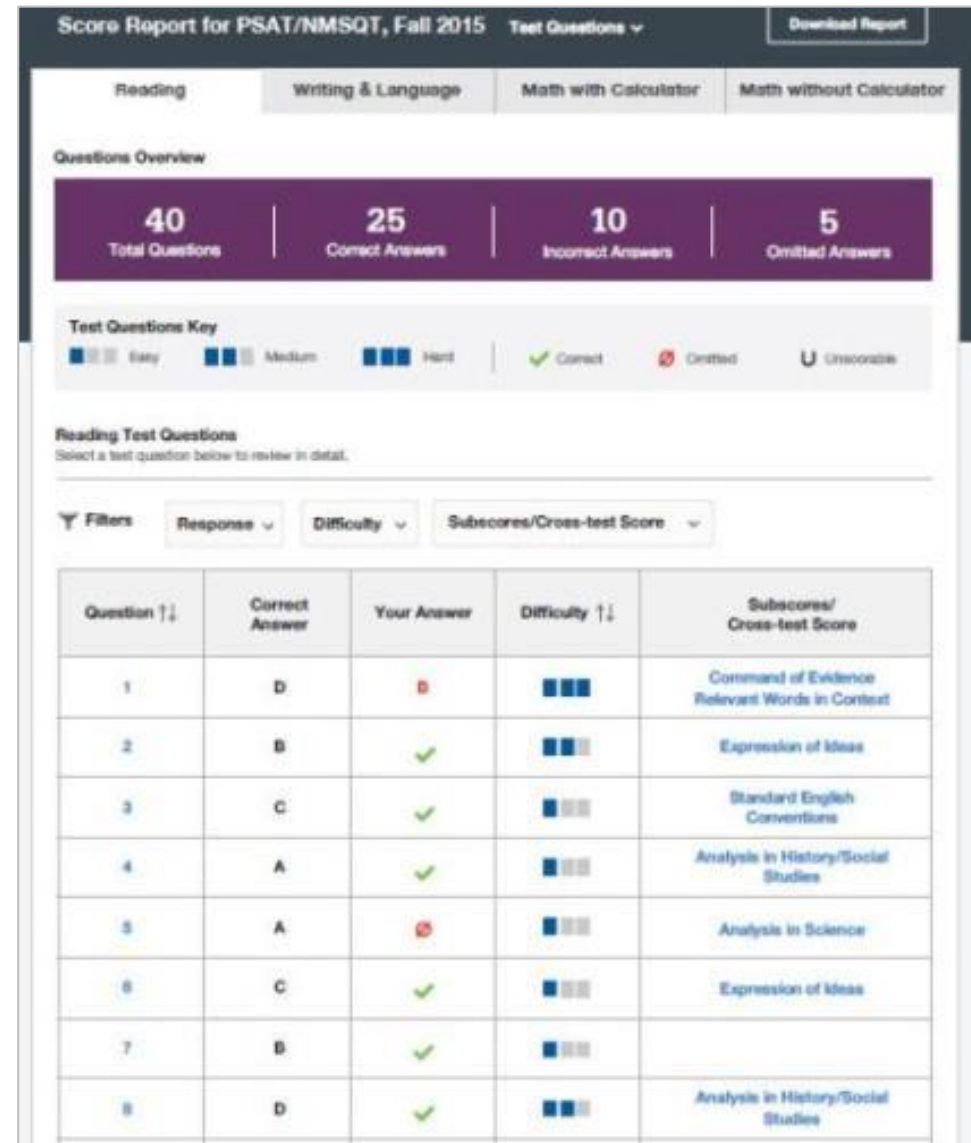 Score Report for PSAT/NMSQT, Fall 2015 Test Questions
Download Report
Reading Writing & Language Math with Calculator Math without Calculator
Questions Overview
40 25 10 5
Total Questions Correct Answers Incorrect Answers Omitted Answers
Test Questions Key
Easy Medium Hard Correct Omitted U Unscorable
Reading Test Questions
Select a test question below to review in detail.
Filters Response Difficulty Subscores/Cross-test Score
Question ↑↓ Correct Your Answer Difficulty ↑↓ Subscores/
Answer Cross-test Score
1 D B Command of Evidence
Relevant Words in Context
2 B Expression of Ideas
3 C Standard English
Conventions
4 A Analysis in History/Social
Studies
5 A Analysis in Science
6 C Expression of Ideas
7 B
8 D Analysis in History/Social
Studies